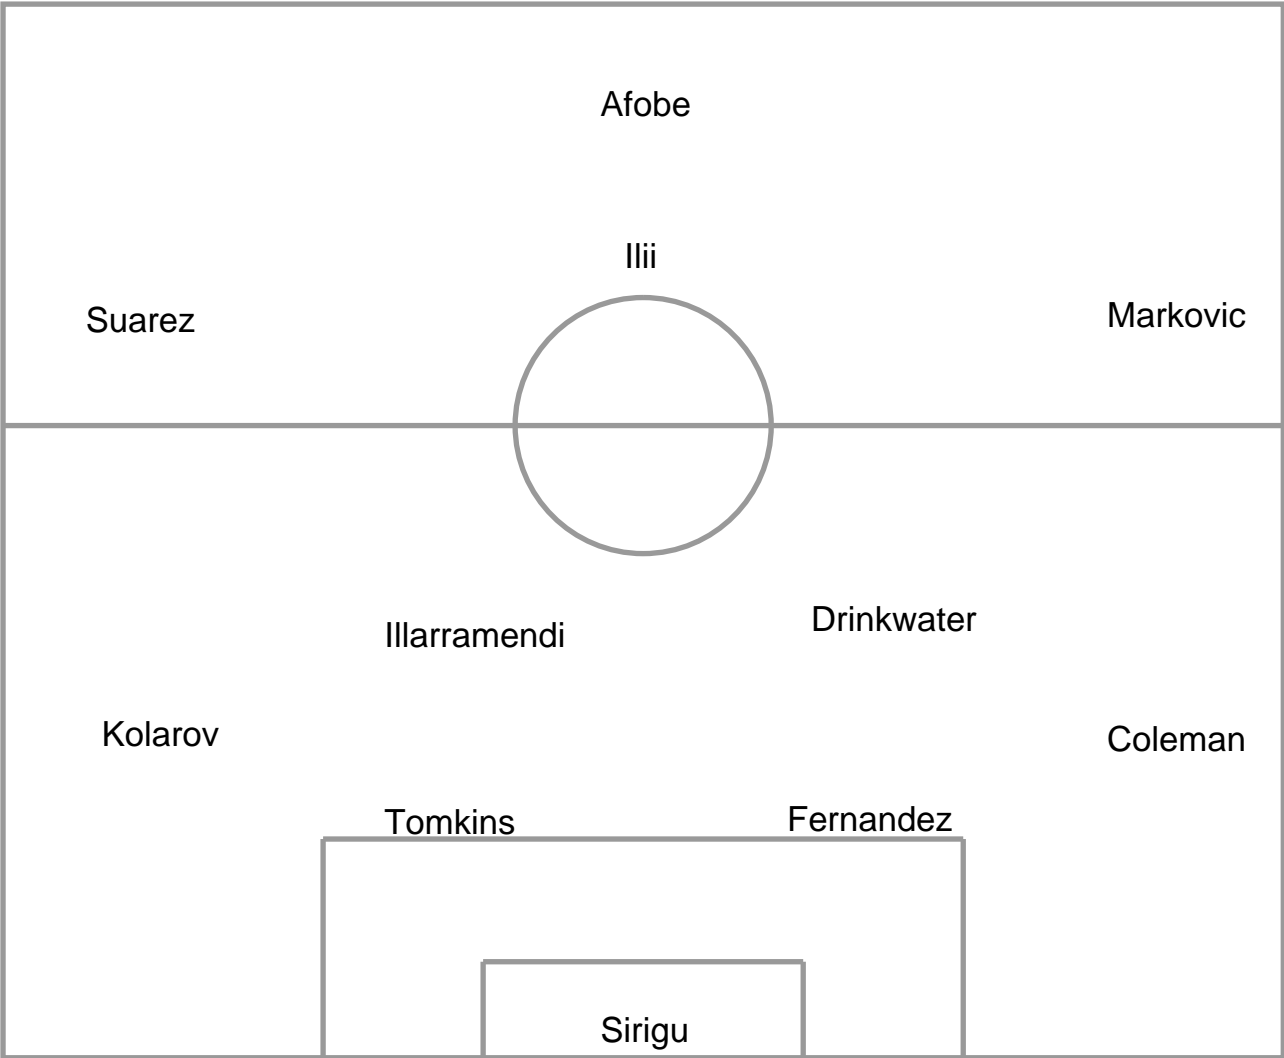 Afobe
Ilii
Suarez
Markovic
Illarramendi
Drinkwater
Kolarov
Coleman
Tomkins
Fernandez
Sirigu